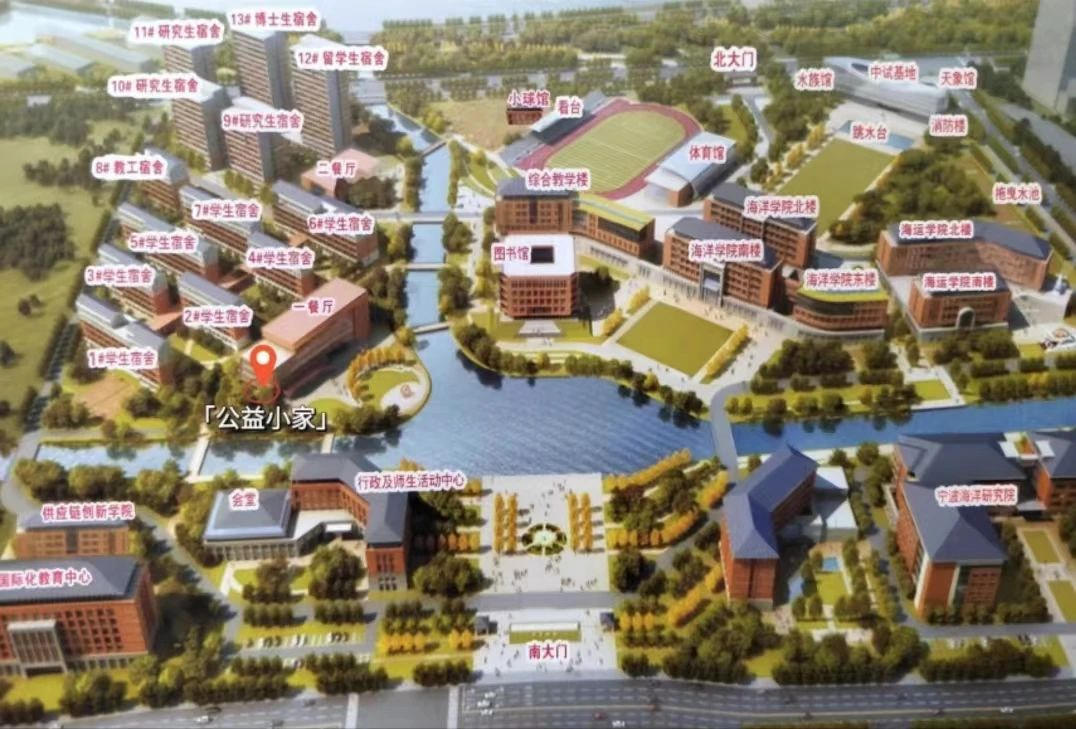 13# 博士生宿舍
11# 研究生宿舍
12# 留学生宿舍
北大门
10# 研究生宿舍
水族馆
中试基地
天象馆
小球馆
看台
9#研究生宿舍
跳水台
消防楼
体育馆
8# 教工宿舍
二餐厅
综合教学楼
拖曳水池
7#学生宿舍
6#学生宿舍
海洋学院北楼
海运学院北楼
5#学生宿舍
4#学生宿舍
图书馆
海洋学院南楼
3#学生宿舍
海洋学院东楼
海运学院南楼
2#学生宿舍
一餐厅
1#学生宿舍
「公益小家」
行政及师生活动中心
会堂
宁波海洋研究院
供应链创新学院
国际化教育中心
南大门